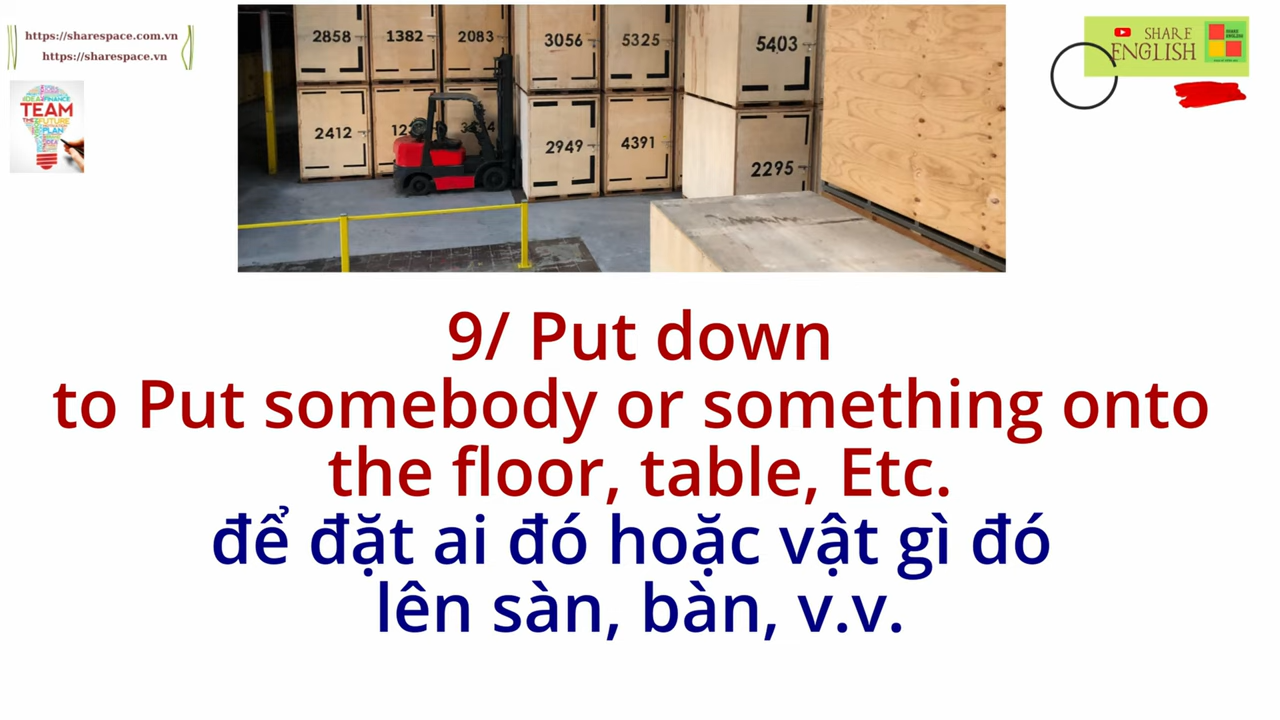 https://sharespace.com.vn
https://sharespace.vn
SHARE
ENGLISH
TEAM
PLAN
2858
1382
2083
3056
5325
5403
2412
2949
4391
2295
9/ Put down
to Put somebody or something onto
the floor, table, Etc.
để đặt ai đó hoặc vật gì đó
lên sàn, bàn, v.v.